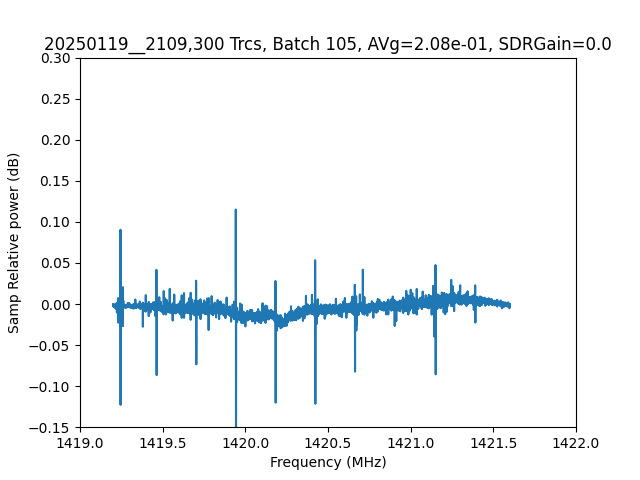 20250119__2109,300 Trcs, Batch 105, AVg=2.08e-01, SDRGain=0.0
0.30
0.25
0.20
0.15
0.10
0.05
0.00
−0.05
−0.10
−0.15
Samp Relative power (dB)
1419.0 1419.5 1420.0 1420.5 1421.0 1421.5 1422.0
Frequency (MHz)